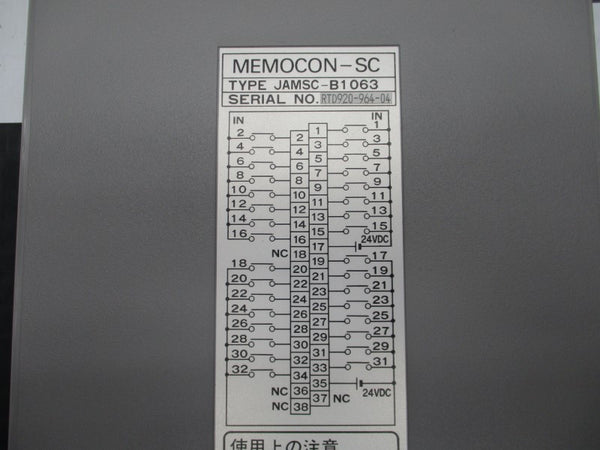 MEMOCON-SC
TYPE JAMSC-B1063
SERIAL NO. RTD920-964-04
IN IN
2 2 1 1
4 4 3 3
6 6 5 5
8 8 7 7
10 10 9 9
12 12 11 11
14 14 13 13
16 16 15 15
NC 18 17 24VDC
18 20 19 17
20 22 21 19
22 24 23 21
24 26 25 23
26 28 27 25
28 30 29 27
30 32 31 29
32 34 33 31
NC 36 35 24VDC
NC 38 37 NC
使用上の注意